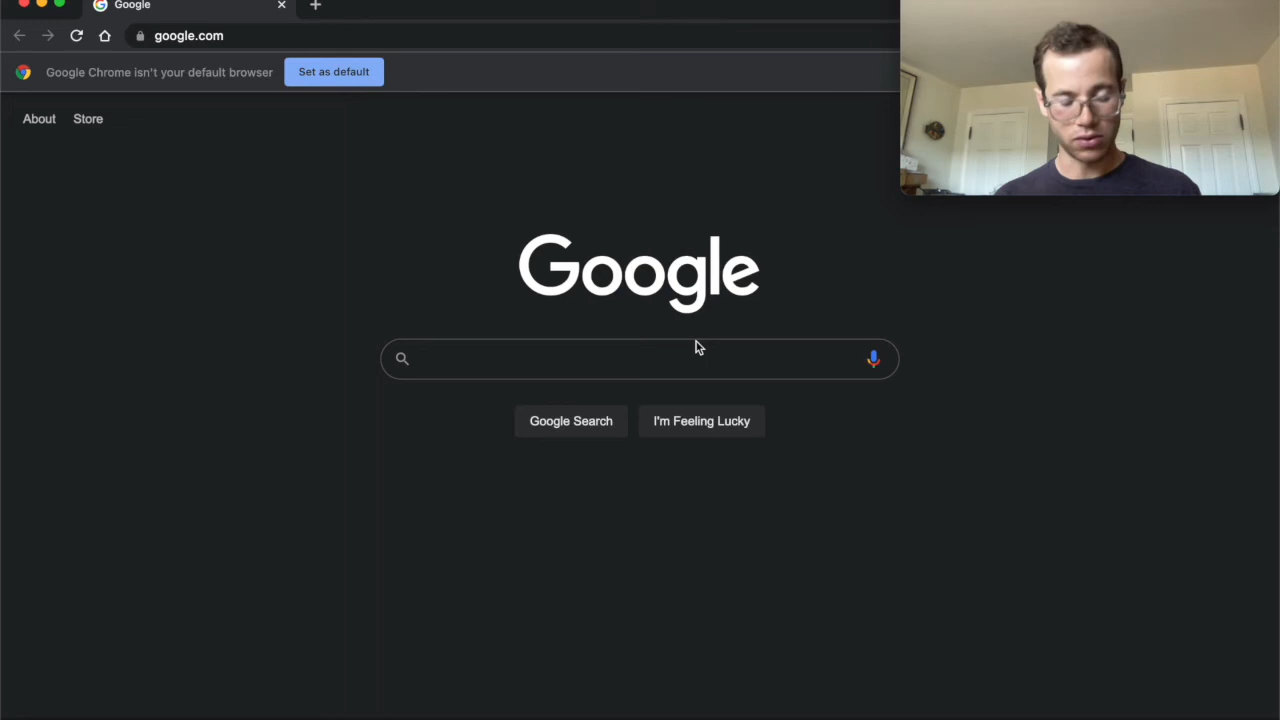 Google
google.com
Google Chrome isn't your default browser
Set as default
About
Store
Google
Google Search
I'm Feeling Lucky